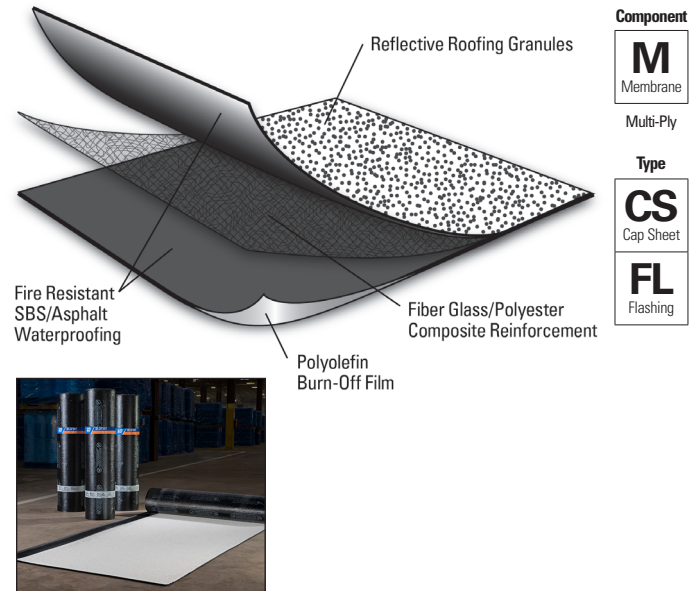 Reflective Roofing Granules
Fire Resistant
SBS/Asphalt
Waterproofing
Fiber Glass/Polyester
Composite Reinforcement
Polyolefin
Burn-Off Film
Component
M
Membrane
Multi-Ply
Type
CS
Cap Sheet
FL
Flashing